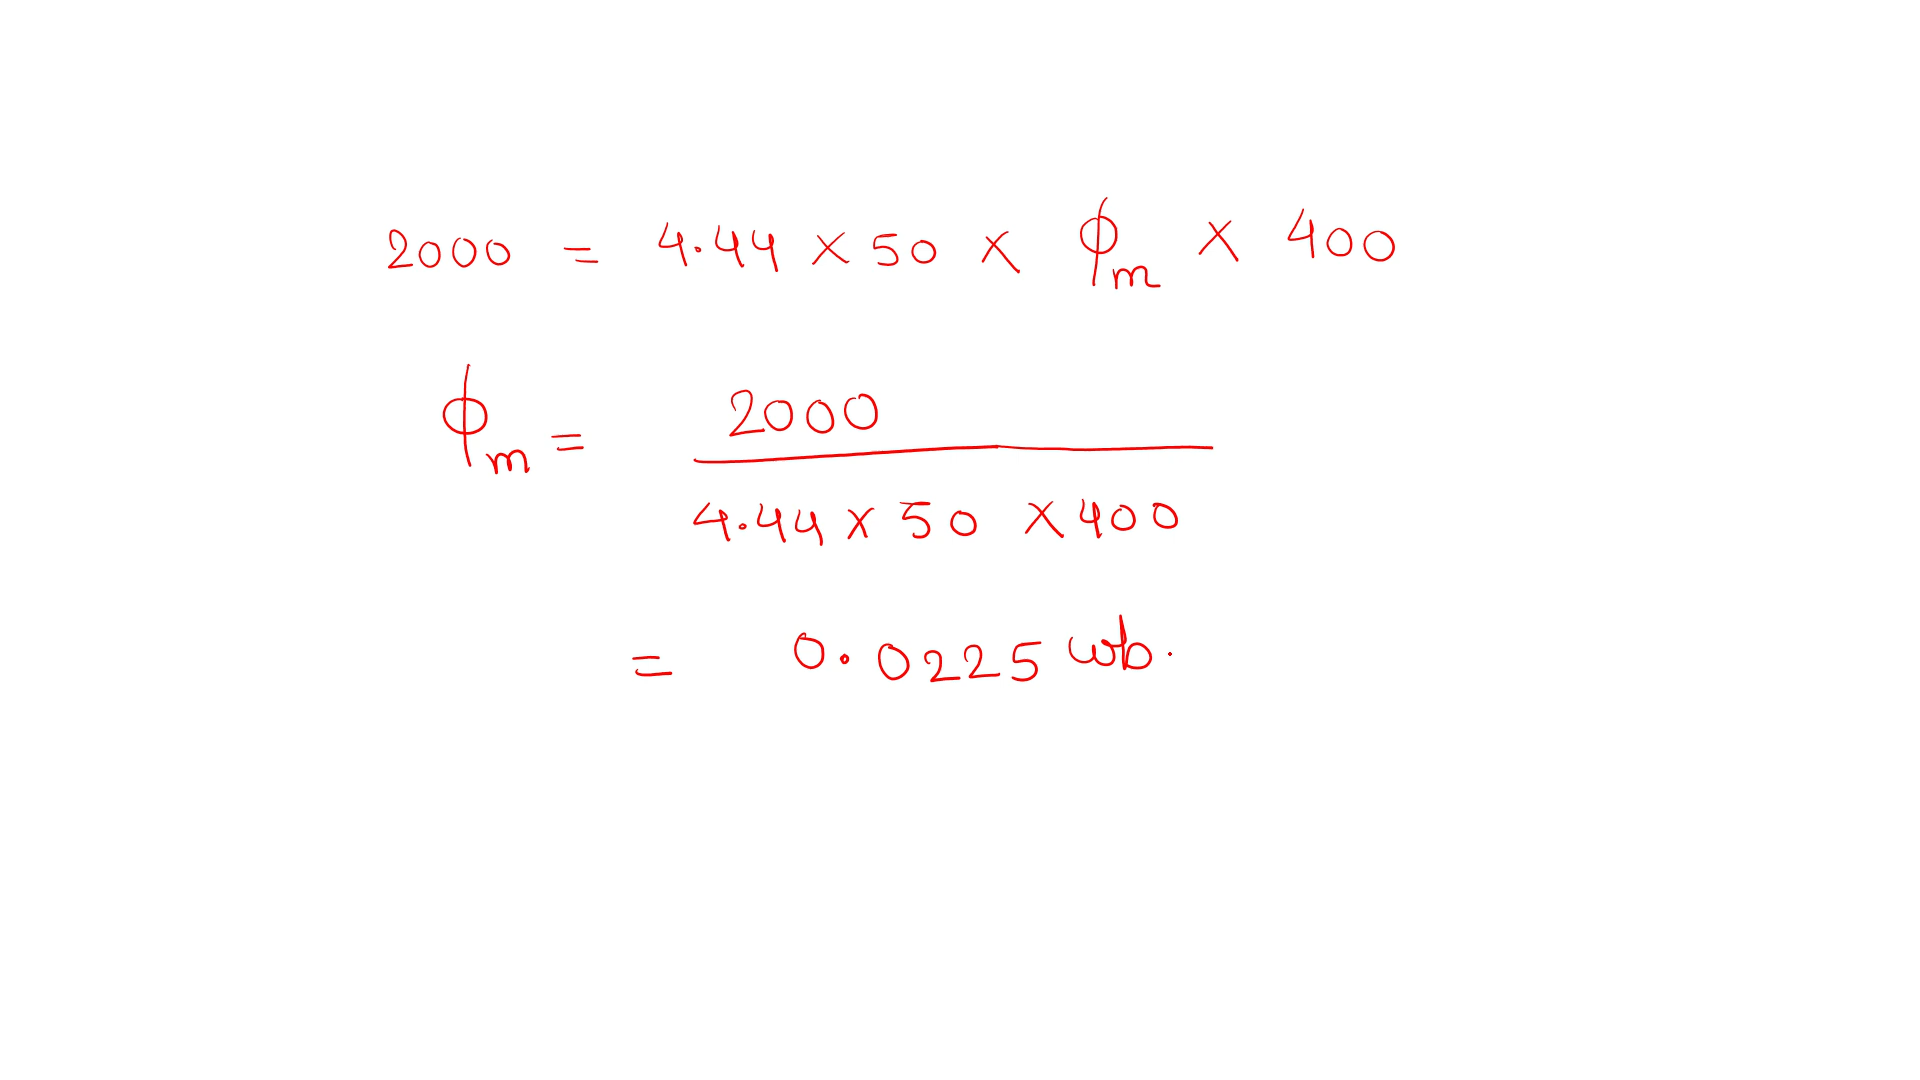 2000 = 4.44 × 50 × ϕm × 400
ϕm = 2000
4.44 × 50 × 400
= 0.0225 wb.